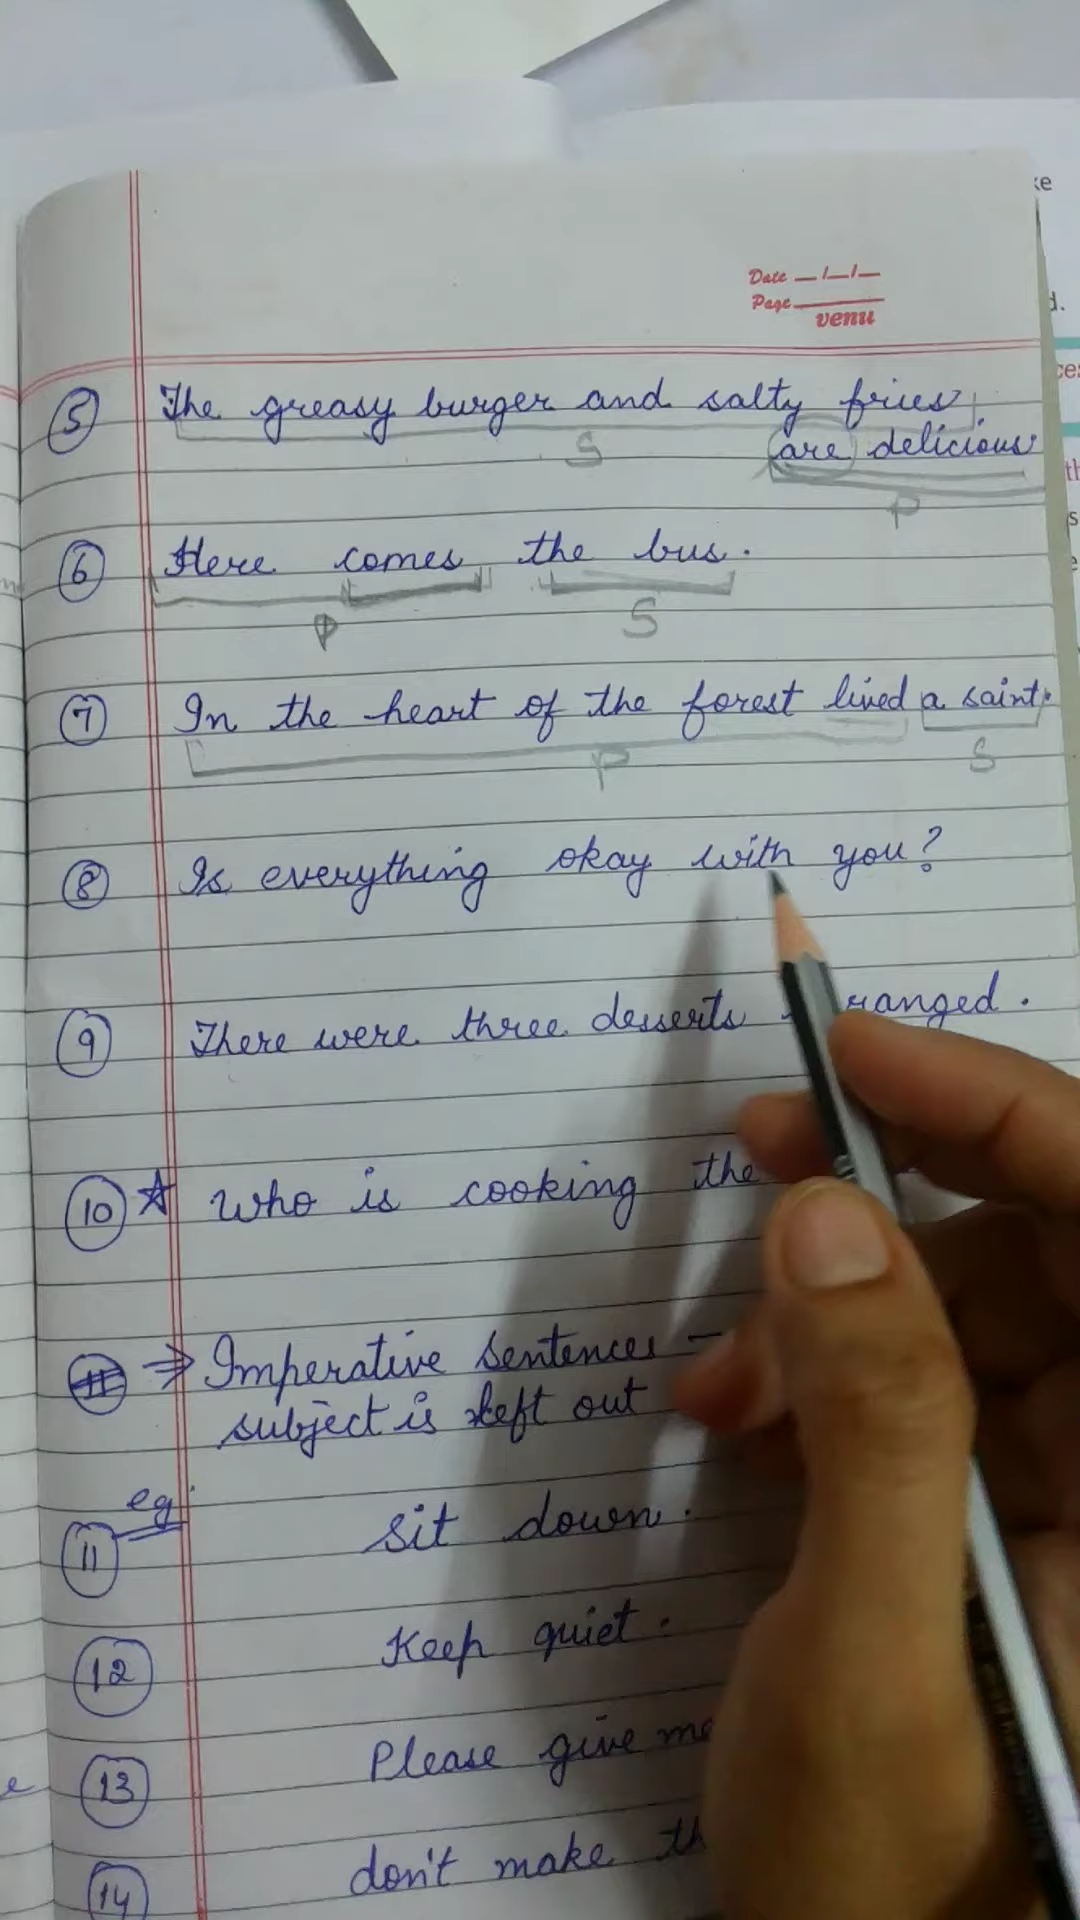 Date _/_/_
Page
venu
5 The greasy burger and salty fries
are delicious
S
P
6 Here comes the bus.
P S
7 In the heart of the forest lived a saint.
P S
8 Is everything okay with you?
9 There were three desserts ranged.
10 ☆ Who is cooking the
11 ⇒ Imperative sentences –
subject is left out
eg
11 Sit down.
12 Keep quiet.
13 Please give me
14 don't make